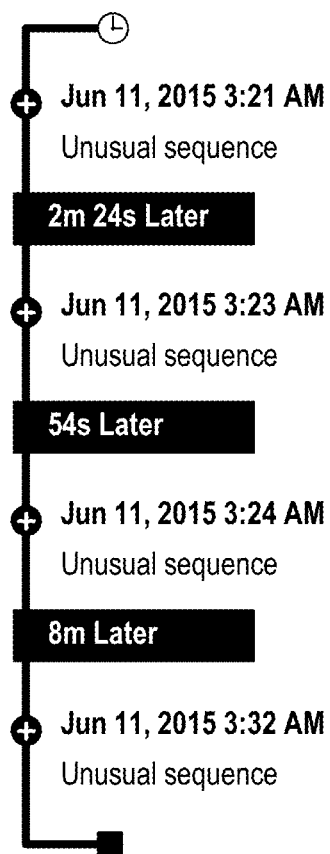 Jun 11, 2015 3:21 AM
Unusual sequence
2m 24s Later
Jun 11, 2015 3:23 AM
Unusual sequence
54s Later
Jun 11, 2015 3:24 AM
Unusual sequence
8m Later
Jun 11, 2015 3:32 AM
Unusual sequence